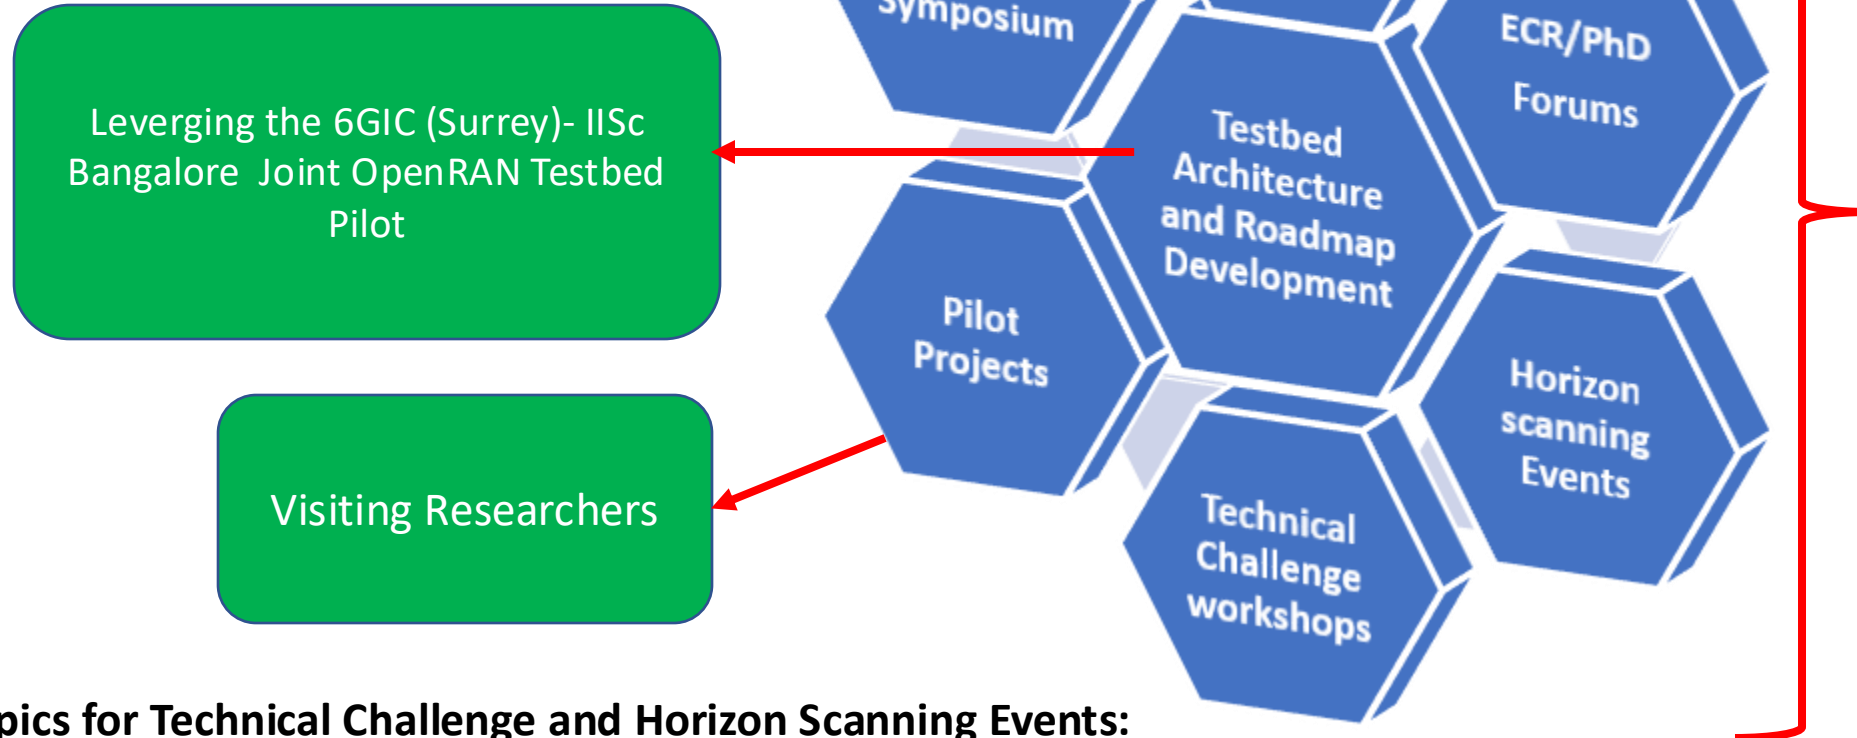 Symposium
ECR/PhD
Forums
Leverging the 6GIC (Surrey)- IISc
Bangalore Joint OpenRAN Testbed
Pilot
Testbed
Architecture
and Roadmap
Development
Pilot
Projects
Horizon
scanning
Events
Visiting Researchers
Technical
Challenge
workshops
for Technical Challenge and Horizon Scanning Events: